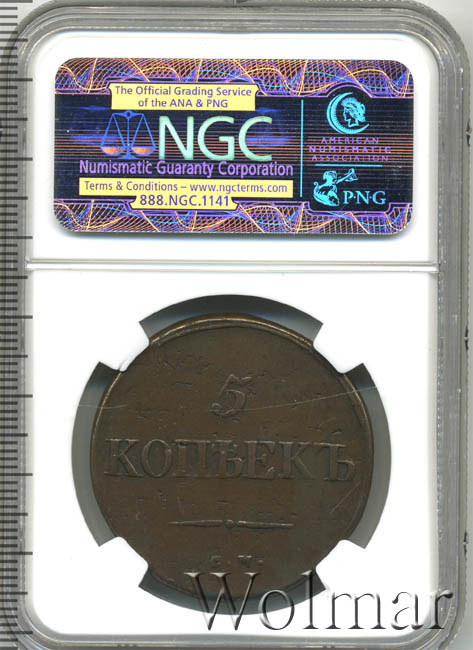 The Official Grading Service
of the ANA & PNG
NGC
Numismatic Guaranty Corporation
Terms & Conditions – www.ngcterms.com
888.NGC.1141
AMERICAN
NUMISMATIC
ASSOCIATION
P·N·G
5
КОПѢЕКЪ
С. М.
Wolmar